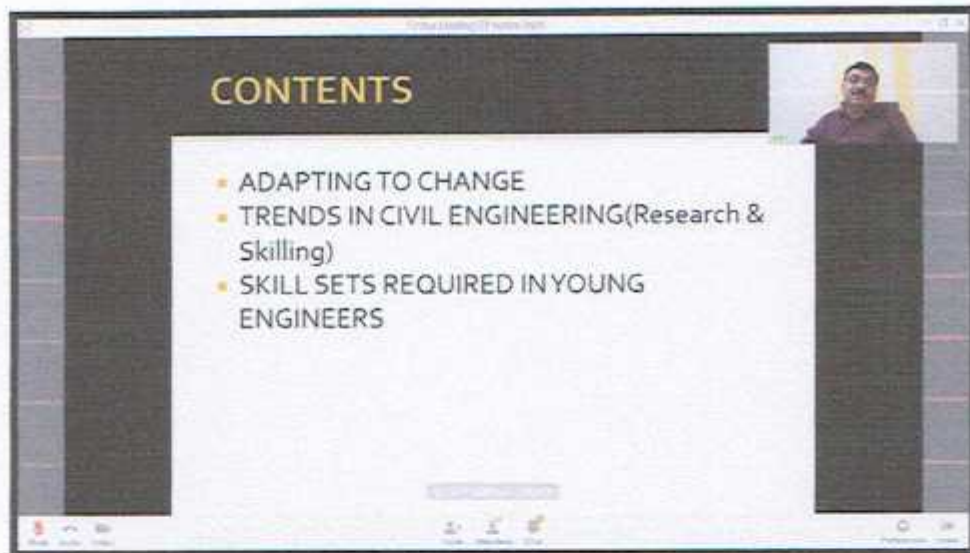 CONTENTS
ADAPTING TO CHANGE
TRENDS IN CIVIL ENGINEERING(Research &
Skilling)
SKILL SETS REQUIRED IN YOUNG
ENGINEERS